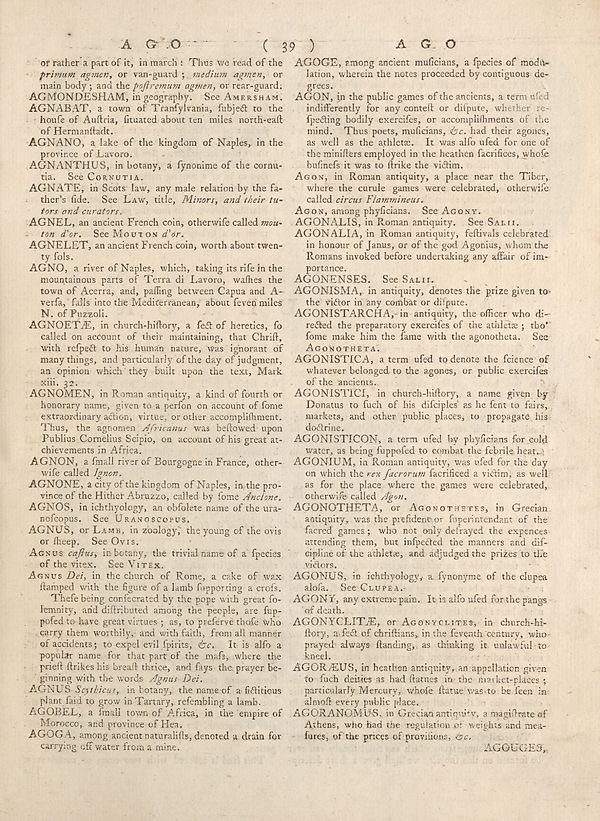 A G O ( 39 ) A G O
or rather a part of it, in march: Thus we read of the
primum agmen, or van-guard; medium agmen, or
main body; and the poſtremum agmen, or rear-guard.
AGMONDESHAM, in geography. See AMERSHAM.
AGNABAT, a town of Tranſylvania, ſubject to the
houſe of Auſtria, ſituated about ten miles north-eaſt
of Hermanſtadt.
AGNANO, a lake of the kingdom of Naples, in the
province of Lavoro.
AGNANTHUS, in botany, a ſynonime of the cornu-
tia. See CORNUTIA.
AGNATE, in Scots law, any male relation by the fa-
ther's ſide. See LAW, title, Minors, and their tu-
tors and curators.
AGNEL, an ancient French coin, otherwiſe called mou-
ton d'or. See MOUTON d'or.
AGNELET, an ancient French coin, worth about twen-
ty ſols.
AGNO, a river of Naples, which, taking its riſe in the
mountainous parts of Terra di Lavoro, waſhes the
town of Acerra, and, paſſing between Capua and A-
verſa, falls into the Mediterranean, about ſeven miles
N. of Puzzoli.
AGNOETÆ, in church-hiſtory, a ſect of heretics, ſo
called on account of their maintaining, that Chriſt,
with reſpect to his human nature, was ignorant of
many things, and particularly of the day of judgment,
an opinion which they built upon the text, Mark
xiii. 32.
AGNOMEN, in Roman antiquity, a kind of fourth or
honorary name, given to a perſon on account of ſome
extraordinary action, virtue, or other accompliſhment.
Thus, the agnomen Africanus was beſtowed upon
Publius Cornelius Scipio, on account of his great at-
chievements in Africa.
AGNON, a ſmall river of Bourgogne in France, other-
wiſe called Ignon.
AGNONE, a city of the kingdom of Naples, in the pro-
vince of the Hither Abruzzo, called by ſome Anclone.
AGNOS, in ichthyology, an obſolete name of the ura-
noſcopus. See URANOSCOPUS.
AGNUS, or LAMB, in zoology, the young of the ovis
or ſheep. See OVIS.
AGNUS caſtus, in botany, the trivial name of a ſpecies
of the vitex. See VITEX.
AGNUS Dei, in the church of Rome, a cake of wax
ſtamped with the figure of a lamb ſupporting a croſs.
Theſe being conſecrated by the pope with great ſo-
lemnity, and diſtributed among the people, are ſup-
poſed to have great virtues; as, to preſerve thoſe who
carry them worthily, and with faith, from all manner
of accidents; to expel evil ſpirits, &c. It is alſo a
popular name for that part of the maſs, where the
prieſt ſtrikes his breaſt thrice, and ſays the prayer be-
ginning with the words Agnus Dei.
AGNUS Scythicus, in botany, the name of a fictitious
plant ſaid to grow in Tartary, reſembling a lamb.
AGOBEL, a ſmall town of Africa, in the empire of
Morocco, and province of Hea.
AGOGA, among ancient naturaliſts, denoted a drain for
carrying off water from a mine.
AGOGE, among ancient muſicians, a ſpecies of modu-
lation, wherein the notes proceeded by contiguous de-
grees.
AGON, in the public games of the ancients, a term uſed
indifferently for any conteſt or diſpute, whether re-
ſpecting bodily exerciſes, or accompliſhments of the
mind. Thus poets, muſicians, &c. had their agones,
as well as the athletæ. It was alſo uſed for one of
the miniſters employed in the heathen ſacrifices, whoſe
buſineſs it was to ſtrike the victim.
AGON, in Roman antiquity, a place near the Tiber,
where the curule games were celebrated, otherwiſe
called circus Flammineus.
AGON, among phyſicians. See AGONY.
AGONALIS, in Roman antiquity. See SALII.
AGONALIA, in Roman antiquity, feſtivals celebrated
in honour of Janus, or of the god Agonius, whom the
Romans invoked before undertaking any affair of im-
portance.
AGONENSES. See SALII.
AGONISMA, in antiquity, denotes the prize given to
the victor in any combat or diſpute.
AGONISTARCHA, in antiquity, the officer who di-
rected the preparatory exerciſes of the athletæ; tho'
ſome make him the ſame with the agonotheta. See
AGONOTHETA.
AGONISTICA, a term uſed to denote the ſcience of
whatever belonged to the agones, or public exerciſes
of the ancients.
AGONISTICI, in church-hiſtory, a name given by
Donatus to ſuch of his diſciples as he ſent to fairs,
markets, and other public places, to propagate his
doctrine.
AGONISTICON, a term uſed by phyſicians for cold
water, as being ſuppoſed to combat the febrile heat.
AGONIUM, in Roman antiquity, was uſed for the day
on which the rex ſacrorum ſacrificed a victim, as well
as for the place where the games were celebrated,
otherwiſe called Agon.
AGONOTHETA, or AGONOTHETES, in Grecian
antiquity, was the preſident or ſuperintendant of the
ſacred games; who not only defrayed the expences
attending them, but inſpected the manners and diſ-
cipline of the athletæ, and adjudged the prizes to the
victors.
AGONUS, in ichthyology, a ſynonyme of the clupea
aloſa. See CLUPEA.
AGONY, any extreme pain. It is alſo uſed for the pangs
of death.
AGONYCLITÆ, or AGONYCLITES, in church-hi-
ſtory, a ſect of chriſtians, in the ſeventh century, who
prayed always ſtanding, as thinking it unlawful to
kneel.
AGORÆUS, in heathen antiquity, an appellation given
to ſuch deities as had ſtatues in the market-places;
particularly Mercury, whoſe ſtatue was to be ſeen in
almoſt every public place.
AGORANOMUS, in Grecian antiquity, a magiſtrate of
Athens, who had the regulation of weights and mea-
ſures, of the prices of proviſions, &c.
AGOUGES,